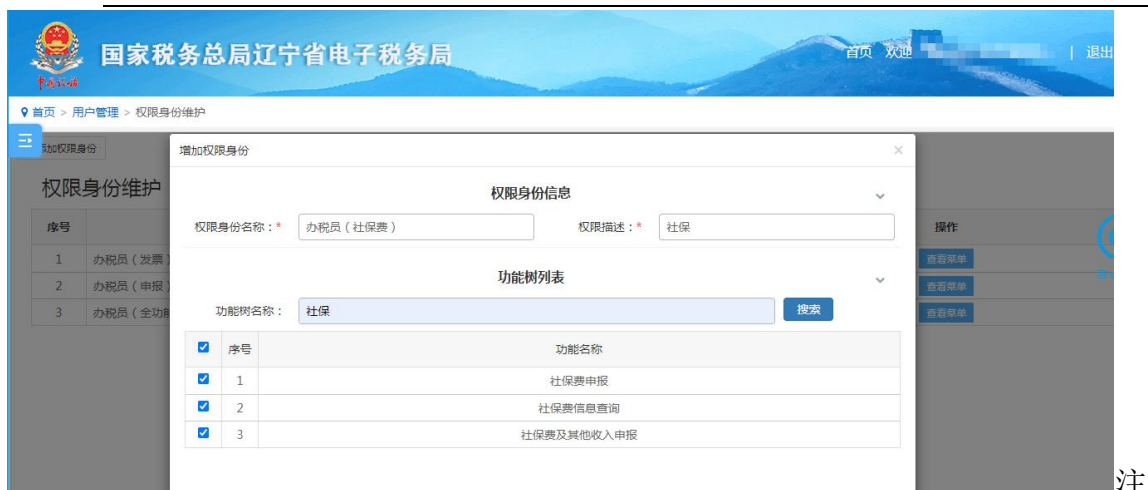 国家税务总局辽宁省电子税务局
首页 欢迎 | 退出
首页 > 用户管理 > 权限身份维护
添加权限身份
增加权限身份 ×
权限身份维护
权限身份信息
权限身份名称：* 办税员（社保费） 权限描述：* 社保
序号 操作
1 办税员（发票） 查看菜单
2 办税员（申报） 查看菜单
3 办税员（全功能 查看菜单
功能树列表
功能树名称： 社保 搜索
序号 功能名称
1 社保费申报
2 社保费信息查询
3 社保费及其他收入申报
注